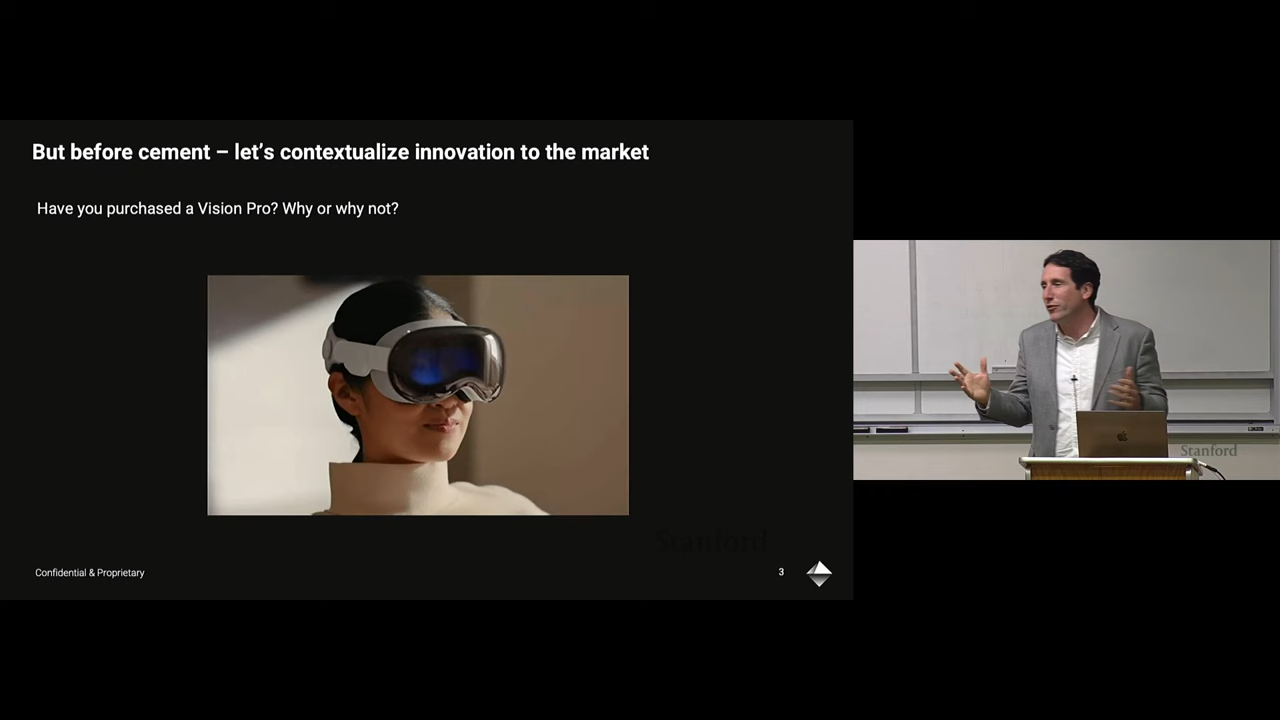 But before cement – let's contextualize innovation to the market
Have you purchased a Vision Pro? Why or why not?
Stanford
Stanford
Confidential & Proprietary
3